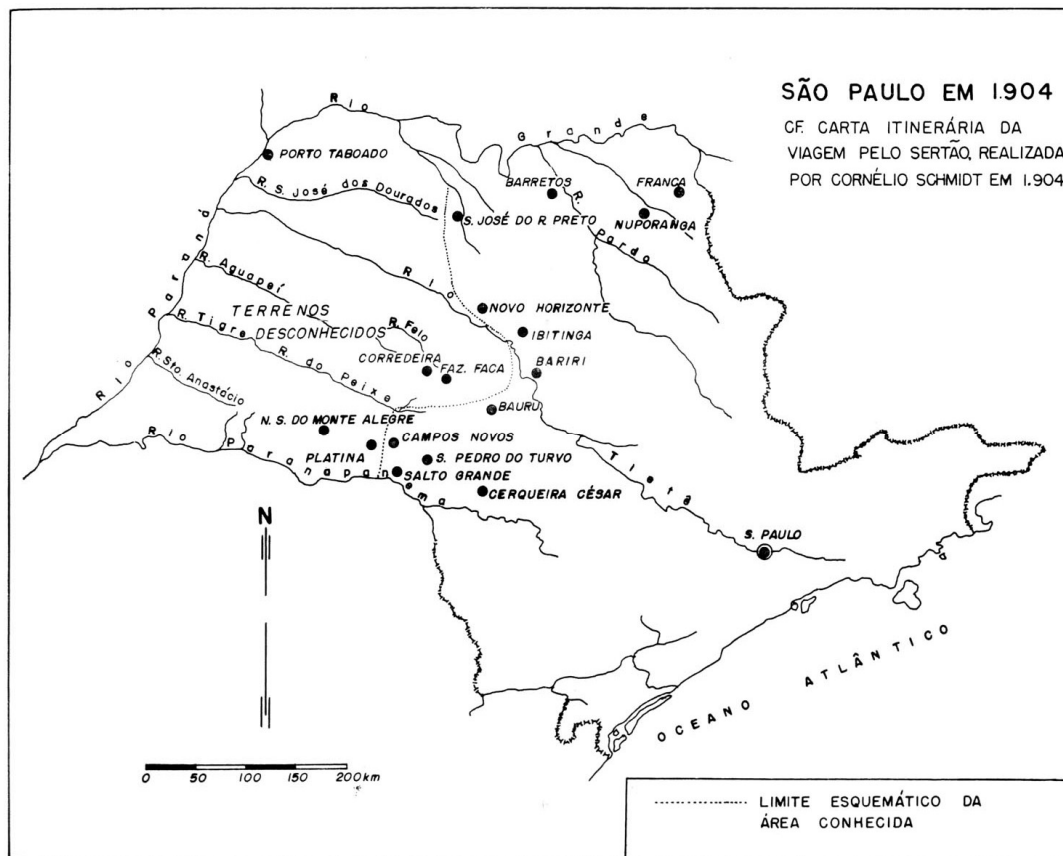 SÃO PAULO EM 1.904
CF. CARTA ITINERÁRIA DA
VIAGEM PELO SERTÃO, REALIZADA
POR CORNÉLIO SCHMIDT EM 1.904
Rio Grande
PORTO TABOADO
R. S. José dos Dourados
BARRETOS
FRANCA
S. JOSÉ DO R. PRETO
NUPORANGA
R. Pardo
Rio Paraná
R. Aguapeí
Rio Tietê
NOVO HORIZONTE
TERRENOS
DESCONHECIDOS
R. Feio
IBITINGA
R. Tigre
CORREDEIRA
FAZ. FACA
BARIRI
R. do Peixe
R. Sto. Anastácio
BAURU
N. S. DO MONTE ALEGRE
CAMPOS NOVOS
Rio Paranapanema
PLATINA
S. PEDRO DO TURVO
SALTO GRANDE
CERQUEIRA CÉSAR
N
S. PAULO
OCEANO ATLÂNTICO
0 50 100 150 200 km
LIMITE ESQUEMÁTICO DA
ÁREA CONHECIDA